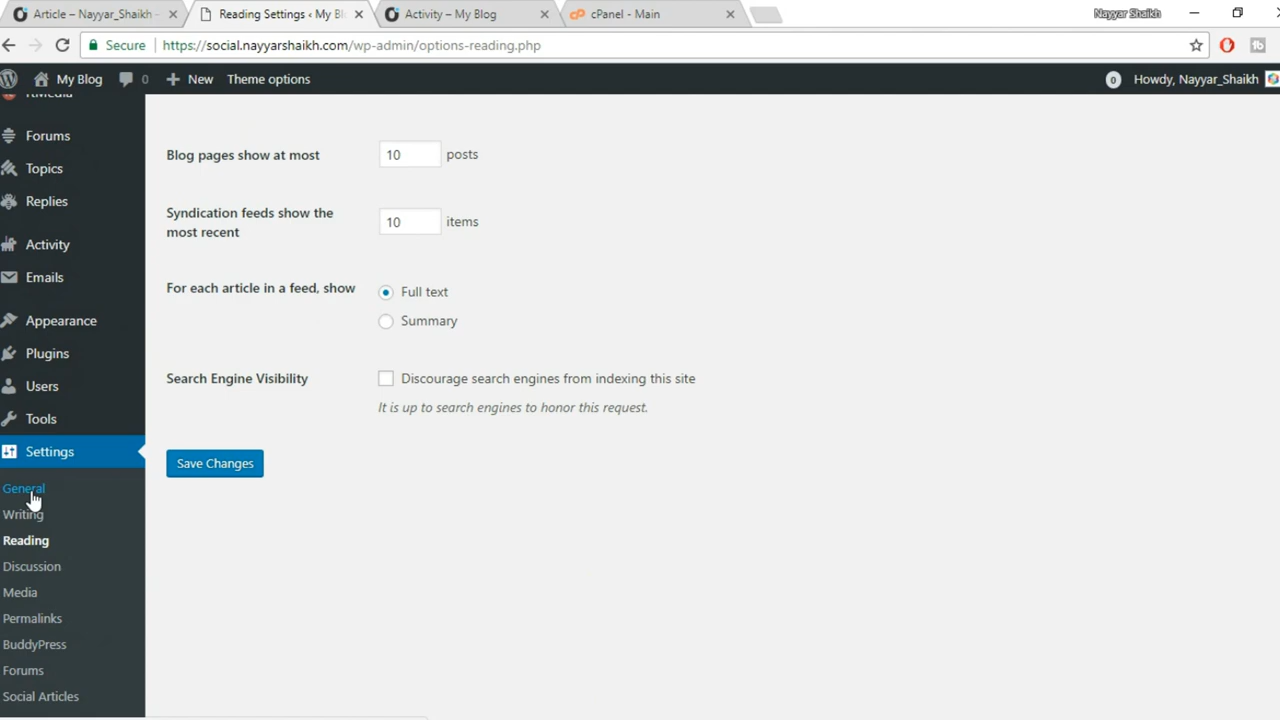 Article – Nayyar_Shaikh -
Reading Settings ‹ My Bl
Activity – My Blog
cPanel - Main
Nayyar Shaikh
Secure
https://social.nayyarshaikh.com/wp-admin/options-reading.php
My Blog
0
New
Theme options
0
Howdy, Nayyar_Shaikh
RtMedia
Forums
Topics
Replies
Activity
Emails
Appearance
Plugins
Users
Tools
Settings
General
Writing
Reading
Discussion
Media
Permalinks
BuddyPress
Forums
Social Articles
Blog pages show at most
10
posts
Syndication feeds show the
most recent
10
items
For each article in a feed, show
Full text
Summary
Search Engine Visibility
Discourage search engines from indexing this site
It is up to search engines to honor this request.
Save Changes